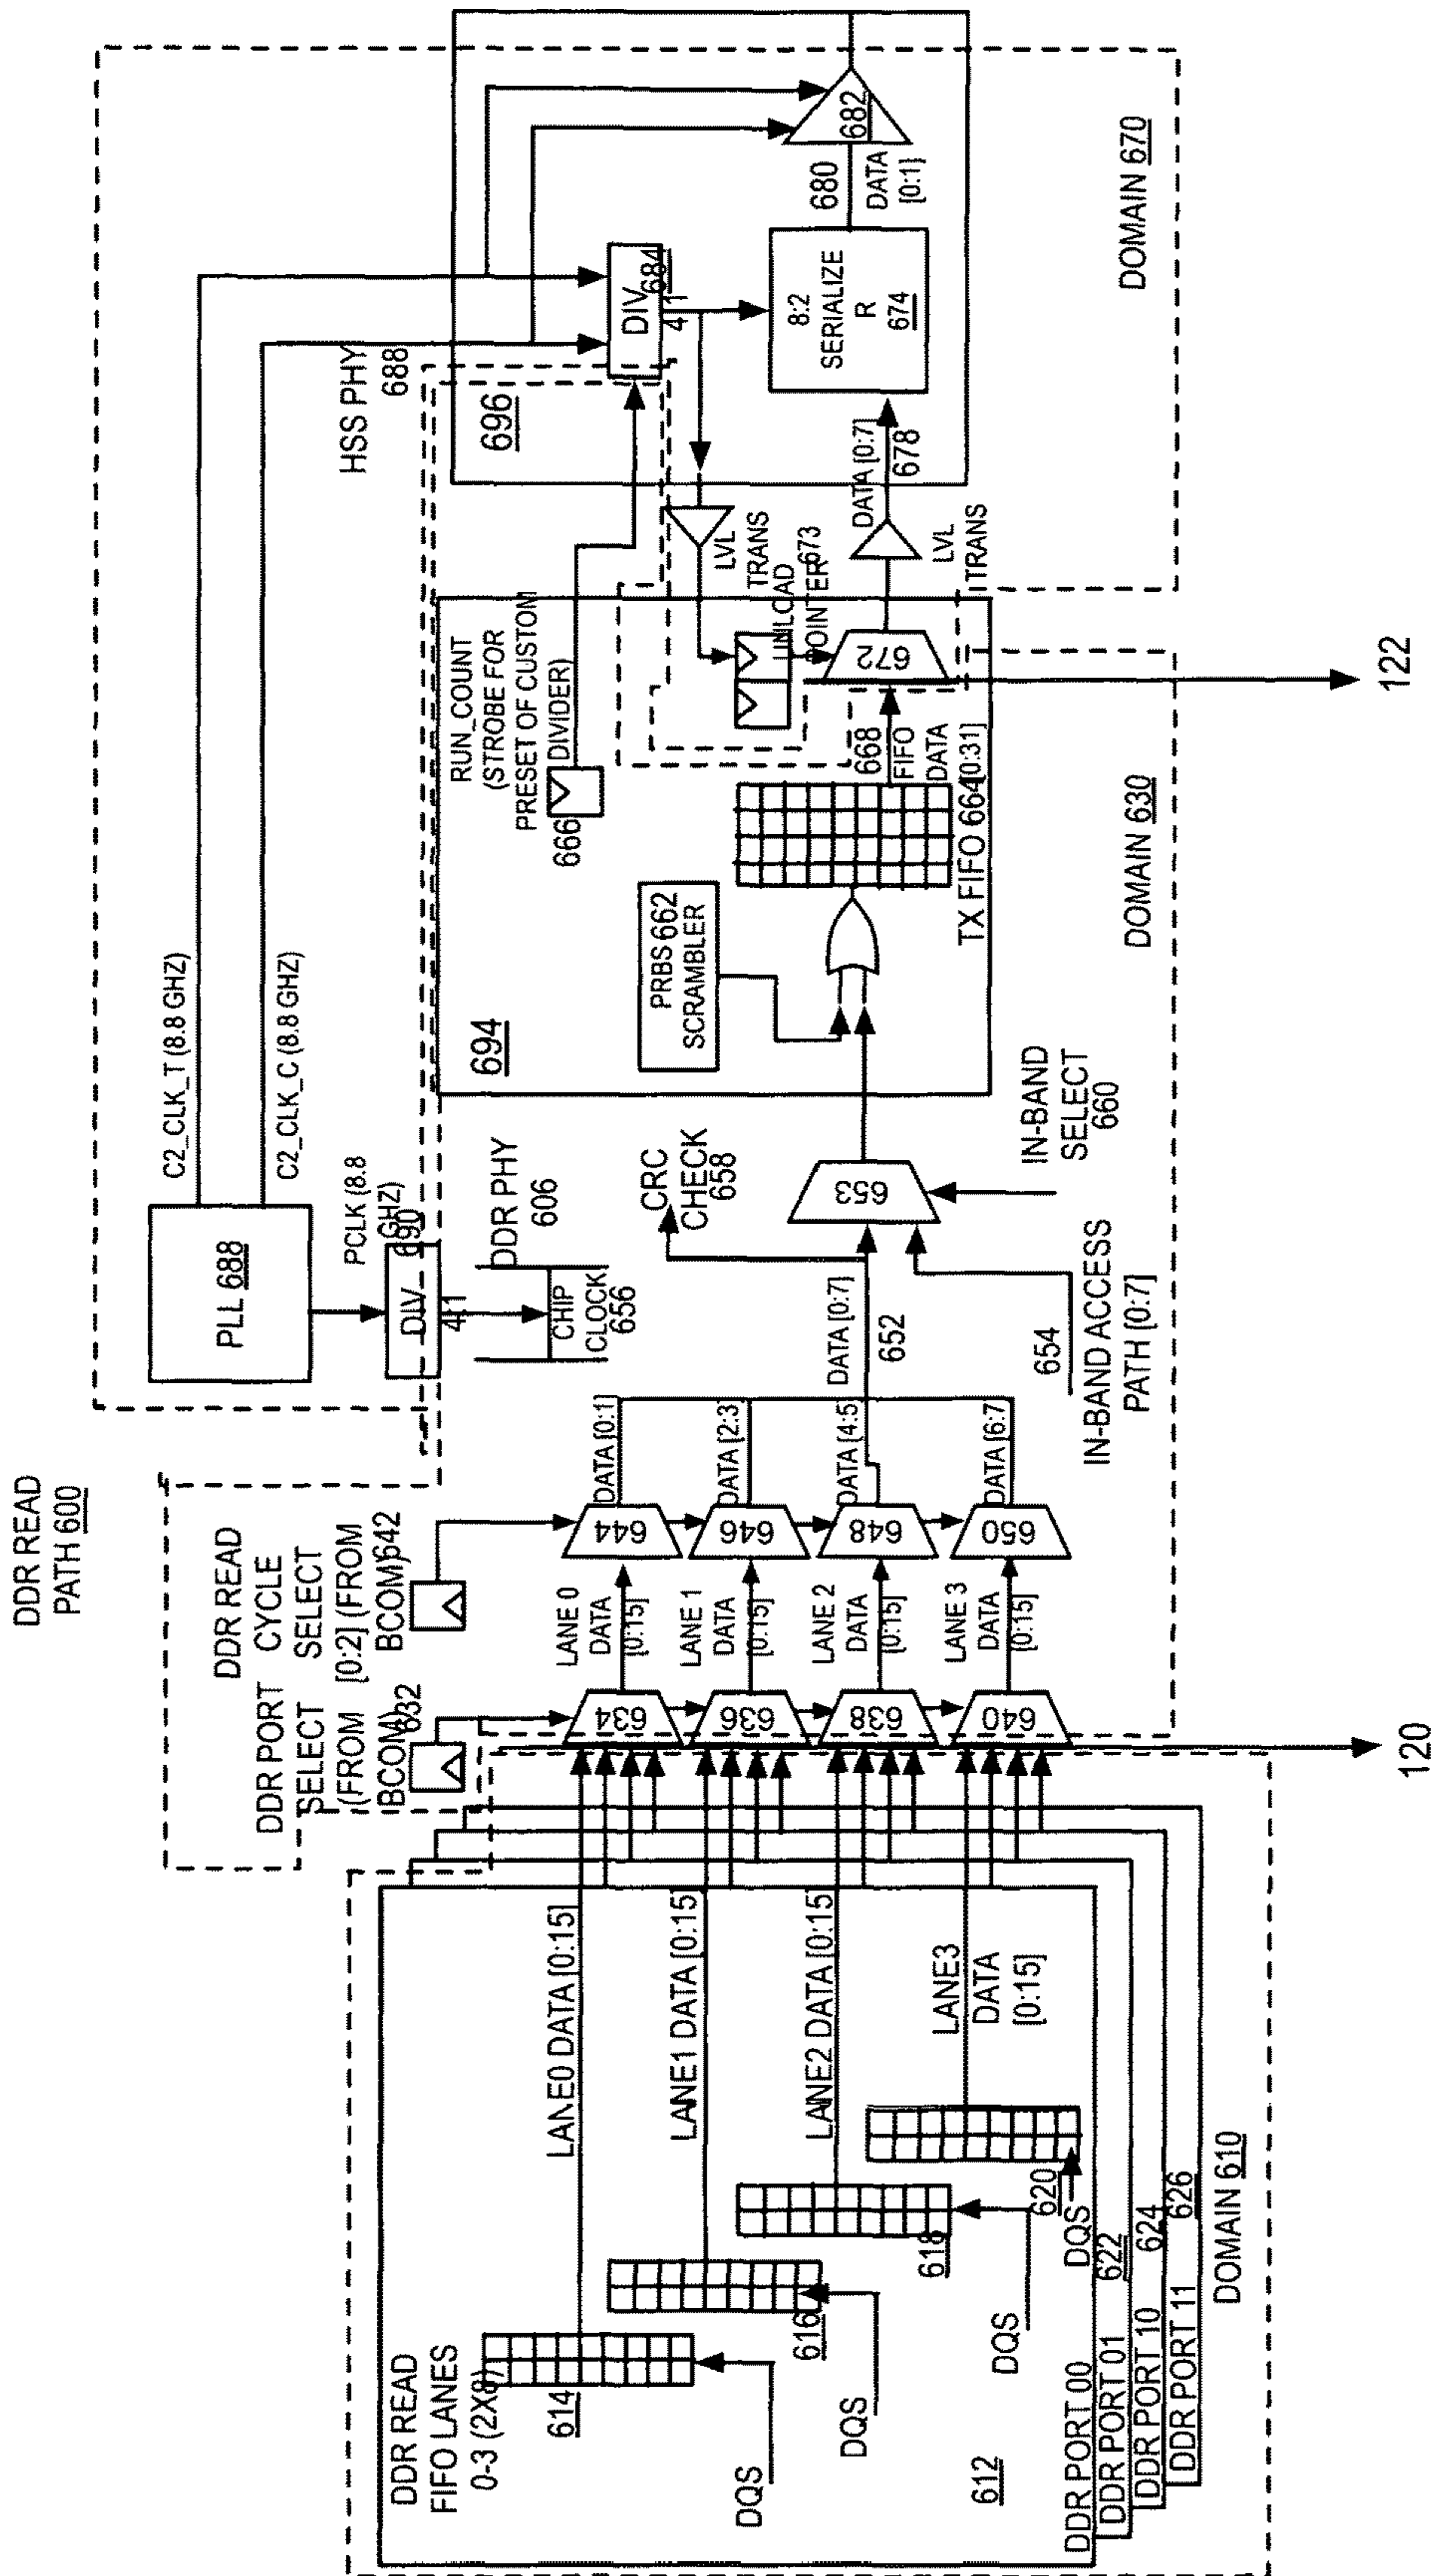 DDR READ
PATH 600
PLL 688
C2_CLK_T (8.8 GHZ)
C2_CLK_C (8.8 GHZ)
PCLK (8.8
GHZ)
690
DIV
4:1
DDR PHY
606
CHIP
CLOCK
656
HSS PHY
688
696
DIV
684
4:1
8:2
SERIALIZE
R
674
680
DATA
[0:1]
682
DOMAIN 670
LVL
TRANS
673
UNLOAD
POINTER
DATA [0:7]
678
LVL
TRANS
RUN_COUNT
(STROBE FOR
PRESET OF CUSTOM
DIVIDER)
666
672
668
FIFO
DATA
[0:31]
TX FIFO 664
PRBS 662
SCRAMBLER
694
122
DOMAIN 630
CRC
CHECK
658
653
IN-BAND
SELECT
660
DATA [0:7]
652
654
IN-BAND ACCESS
PATH [0:7]
DDR READ
CYCLE
SELECT
[0:2] (FROM
BCOM)
642
DDR PORT
SELECT
(FROM
BCOM)
632
DATA [0:1]
DATA [2:3]
DATA [4:5]
DATA [6:7]
644
646
648
650
LANE 0
DATA
[0:15]
LANE 1
DATA
[0:15]
LANE 2
DATA
[0:15]
LANE 3
DATA
[0:15]
634
636
638
640
120
LANE0 DATA [0:15]
LANE1 DATA [0:15]
LANE2 DATA [0:15]
LANE3
DATA
[0:15]
DDR READ
FIFO LANES
0-3 (2X8)
614
616
618
620
DQS
DQS
DQS
DQS
612
DDR PORT 00
DDR PORT 01
622
DDR PORT 10
624
DDR PORT 11
626
DOMAIN 610